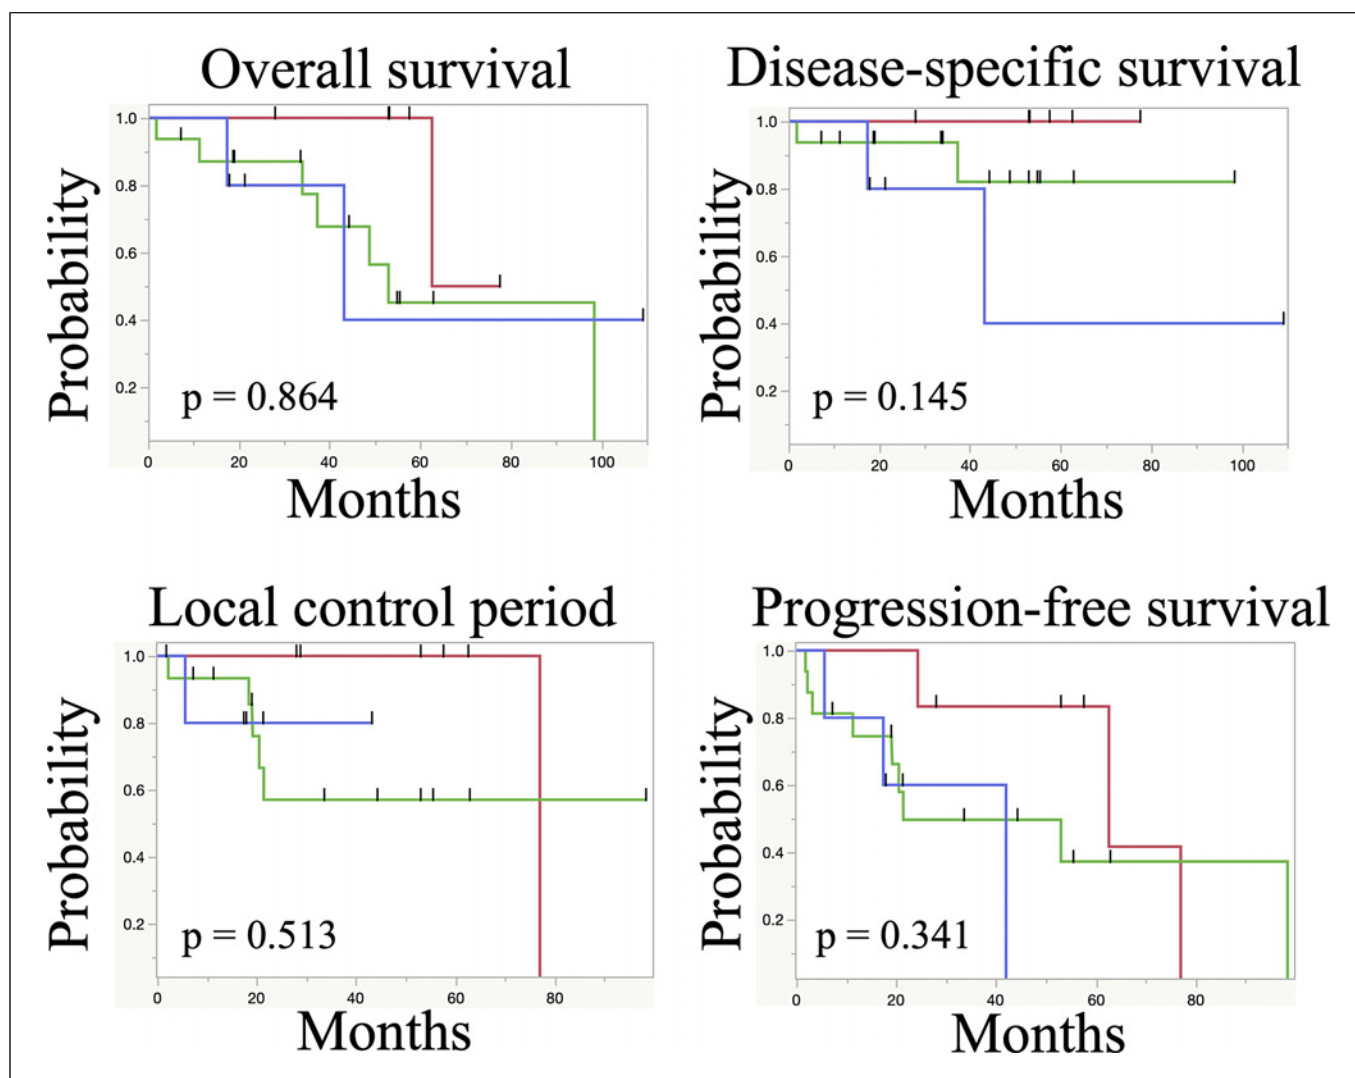 Overall survival
Probability
1.0
0.8
0.6
0.4
0.2
p = 0.864
0 20 40 60 80 100
Months
Disease-specific survival
Probability
1.0
0.8
0.6
0.4
0.2
p = 0.145
0 20 40 60 80 100
Months
Local control period
Probability
1.0
0.8
0.6
0.4
0.2
p = 0.513
0 20 40 60 80
Months
Progression-free survival
Probability
1.0
0.8
0.6
0.4
0.2
p = 0.341
0 20 40 60 80
Months